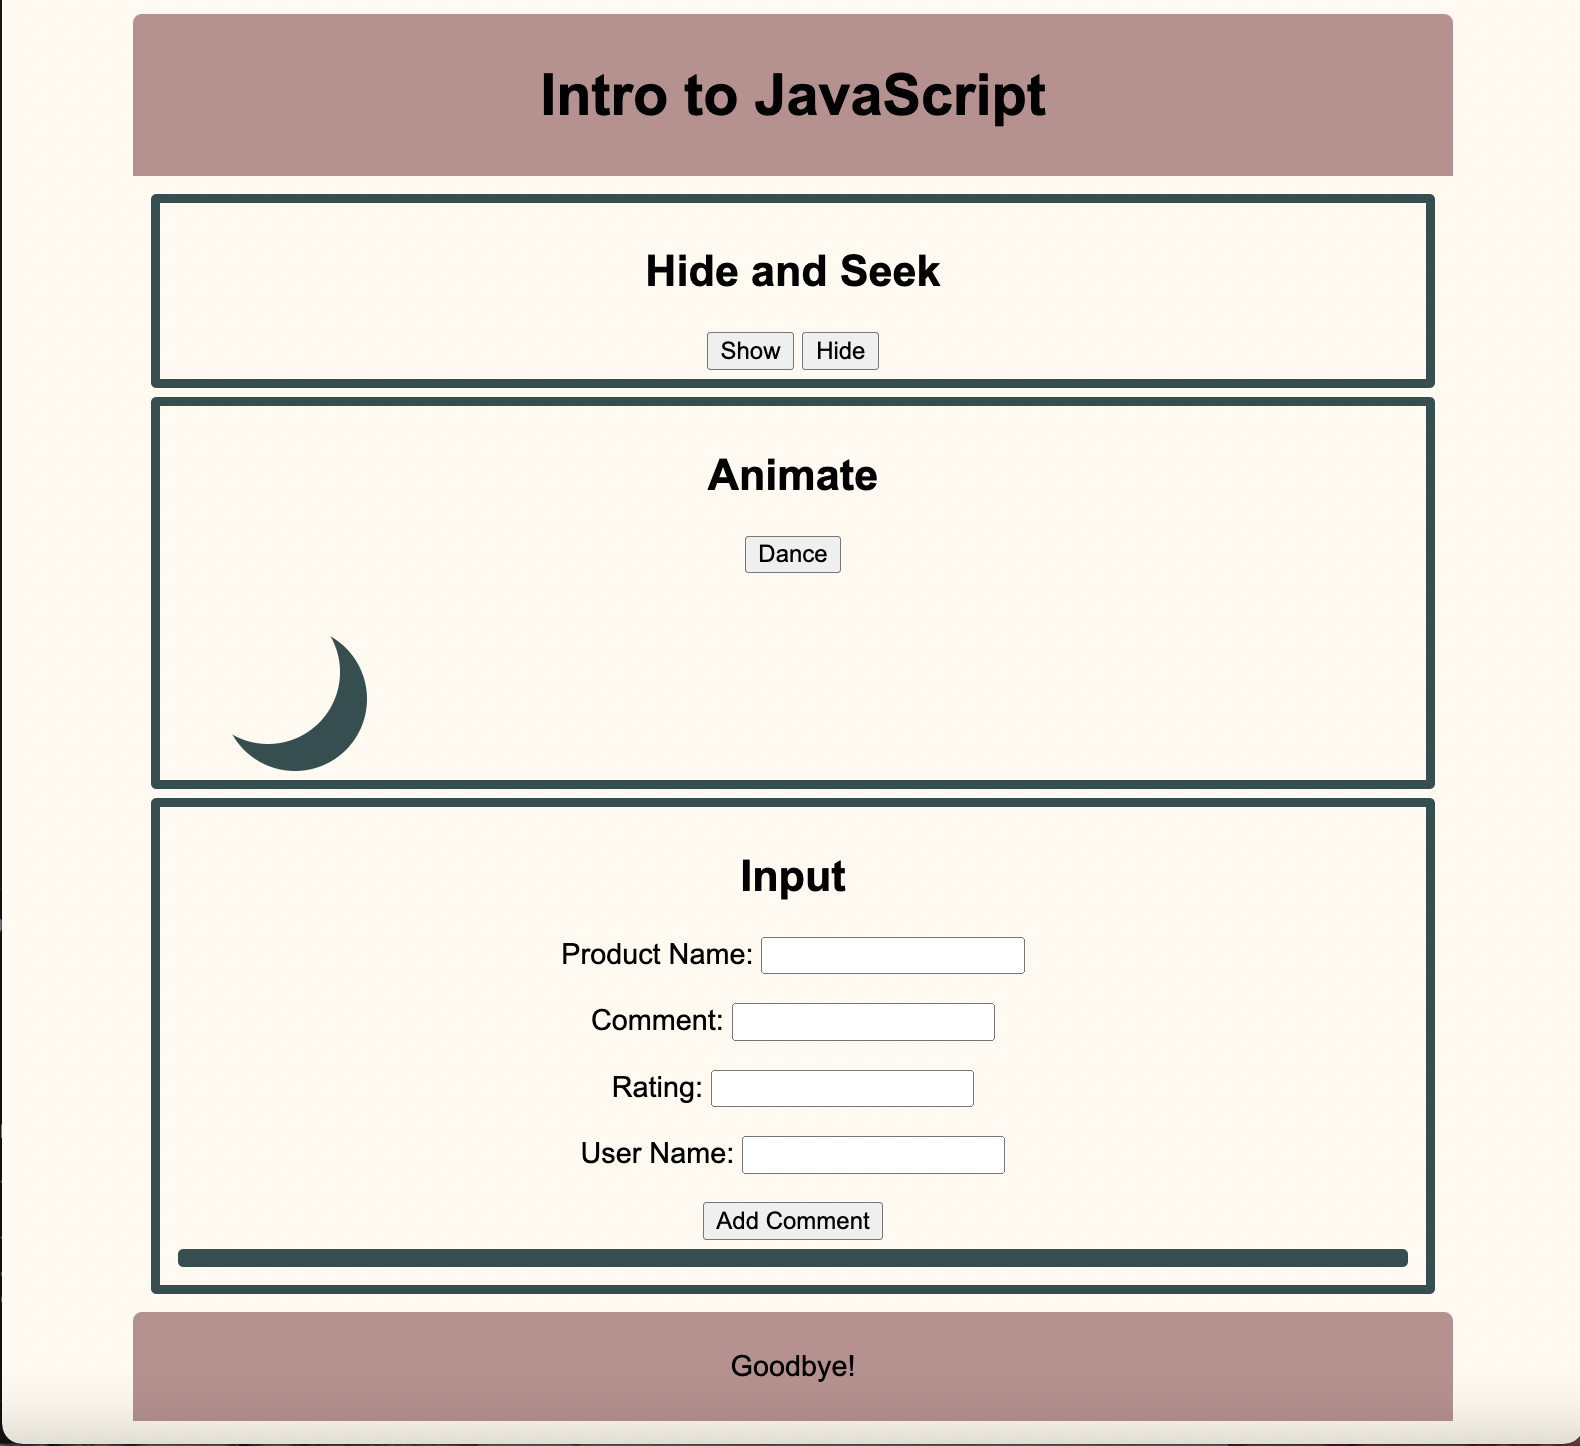 Intro to JavaScript
Hide and Seek
Show Hide
Animate
Dance
Input
Product Name:
Comment:
Rating:
User Name:
Add Comment
Goodbye!